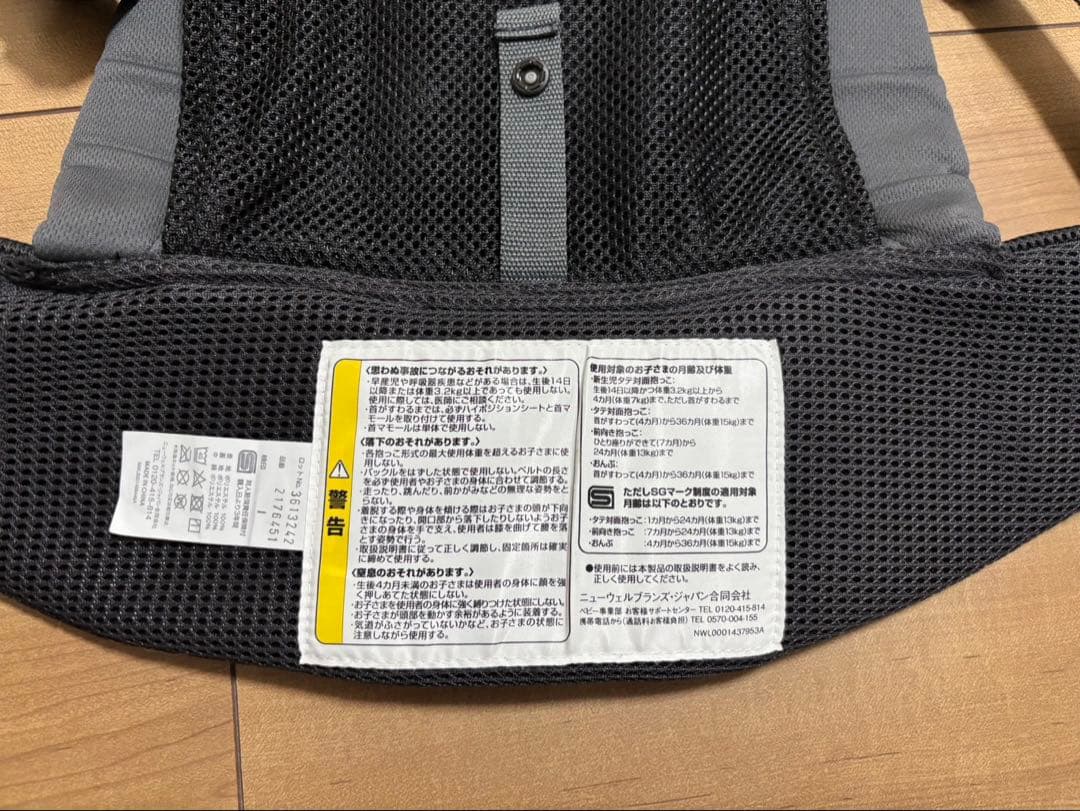 警告
〈思わぬ事故につながるおそれがあります。〉
・早産児や呼吸器疾患などがある場合は、生後14日
以降または体重3.2kg以上であっても使用しない。
使用に際しては、医師にご相談ください。
・首がすわるまでは、必ずハイポジションシートと首マ
モールを取り付けて使用する。
・首マモールは単体で使用しない。
〈落下のおそれがあります。〉
・各抱っこ形式の最大使用体重を超えるお子さまに使
用しない。
・バックルをはずした状態で使用しない。ベルトの長さ
を必ず使用者やお子さまの身体に合わせて調節する。
・走ったり、跳んだり、前かがみなどの無理な姿勢をと
らない。
・着脱する際や身体を傾ける際はお子さまの頭が下向
きになったり、開口部から落下したりしないようお子
さまの身体を手で支え、使用者は膝を曲げて腰を落
とす姿勢で行う。
・取扱説明書に従って正しく調節し、固定箇所は確実
に締めて使用する。
〈窒息のおそれがあります。〉
・生後4カ月未満のお子さまは使用者の身体に顔を強
く押しあてた状態にしない。
・お子さまを使用者の身体に強く縛りつけた状態にしない。
・お子さまが頭部を動かす余裕があるように装着する。
・気道がふさがっていないかなど、お子さまの状態に
注意しながら使用する。
使用対象のお子さまの月齢及び体重
・新生児タテ対面抱っこ:
生後14日以降かつ体重3.2kg以上から
4カ月(体重7kg)まで、ただし首がすわるまで
・タテ対面抱っこ:
首がすわって(4カ月)から36カ月(体重15kg)まで
・前向き抱っこ:
ひとり座りができて(7カ月)から
24カ月(体重13kg)まで
・おんぶ:
首がすわって(4カ月)から36カ月(体重15kg)まで
ただしSGマーク制度の適用対象
月齢は以下のとおりです。
・タテ対面抱っこ:1カ月から24カ月(体重13kg)まで
・前向き抱っこ:7カ月から24カ月(体重13kg)まで
・おんぶ:4カ月から36カ月(体重15kg)まで
●使用前には本製品の取扱説明書をよく読み、
正しく使用してください。
ニューウェルブランズ・ジャパン合同会社
ベビー事業部 お客様サポートセンター TEL 0120-415-814
携帯電話から(通話料お客様負担) TEL 0570-004-155
NWL0001437953A
ロットNo. 3613242
品番 2176451
TEL 0120-415-814
MADE IN CHINA